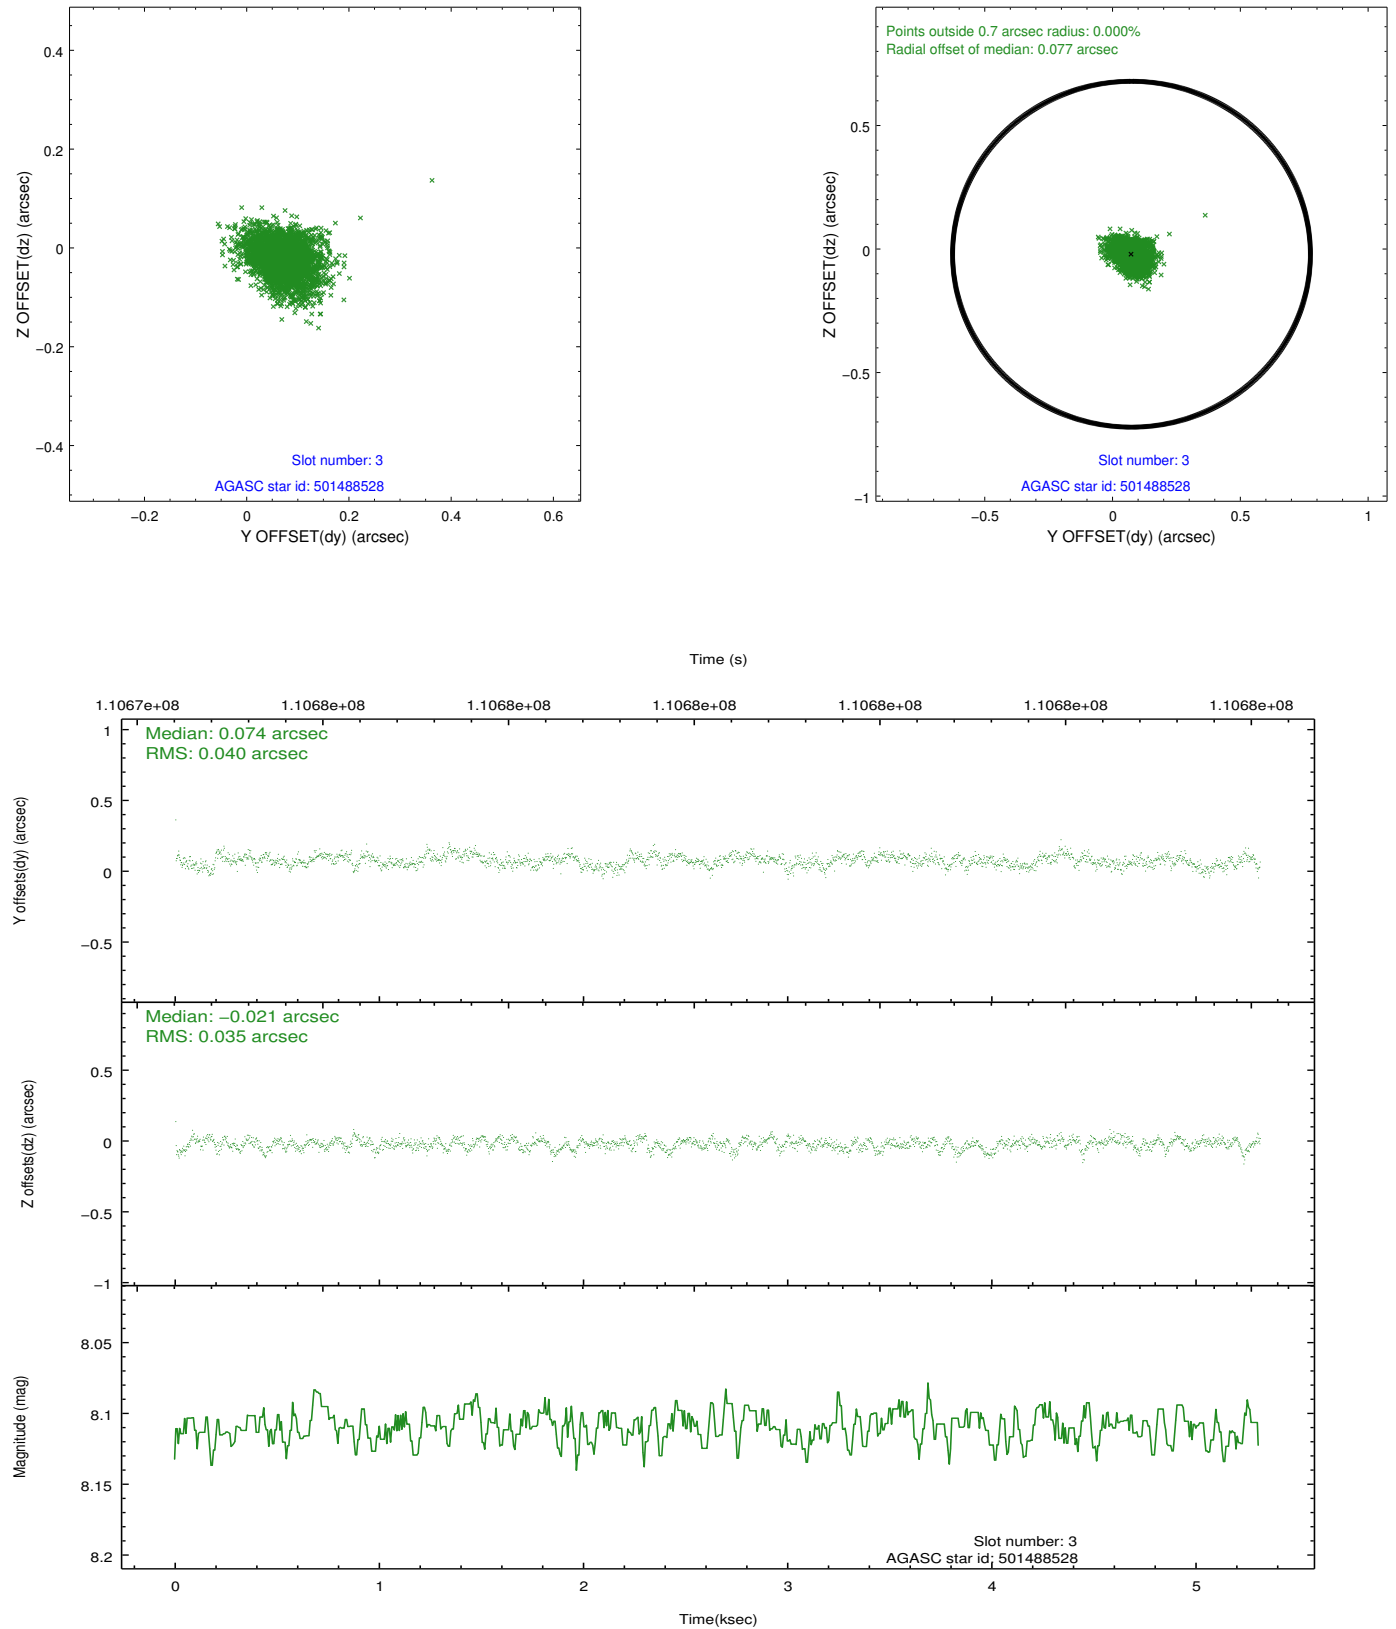 0.4
0.2
0
−0.2
−0.4
Z OFFSET(dz) (arcsec)
Slot number: 3
AGASC star id: 501488528
−0.2
0
0.2
0.4
0.6
Y OFFSET(dy) (arcsec)
Points outside 0.7 arcsec radius: 0.000%
Radial offset of median: 0.077 arcsec
0.5
0
−0.5
−1
Z OFFSET(dz) (arcsec)
Slot number: 3
AGASC star id: 501488528
−0.5
0
0.5
1
Y OFFSET(dy) (arcsec)
Time (s)
1.1067e+08
1.1068e+08
1.1068e+08
1.1068e+08
1.1068e+08
1.1068e+08
1.1068e+08
Median: 0.074 arcsec
RMS: 0.040 arcsec
1
0.5
0
−0.5
Y offsets(dy) (arcsec)
Median: −0.021 arcsec
RMS: 0.035 arcsec
0.5
0
−0.5
−1
Z offsets(dz) (arcsec)
8.05
8.1
8.15
8.2
Magnitude (mag)
Slot number: 3
AGASC star id: 501488528
0
1
2
3
4
5
Time(ksec)